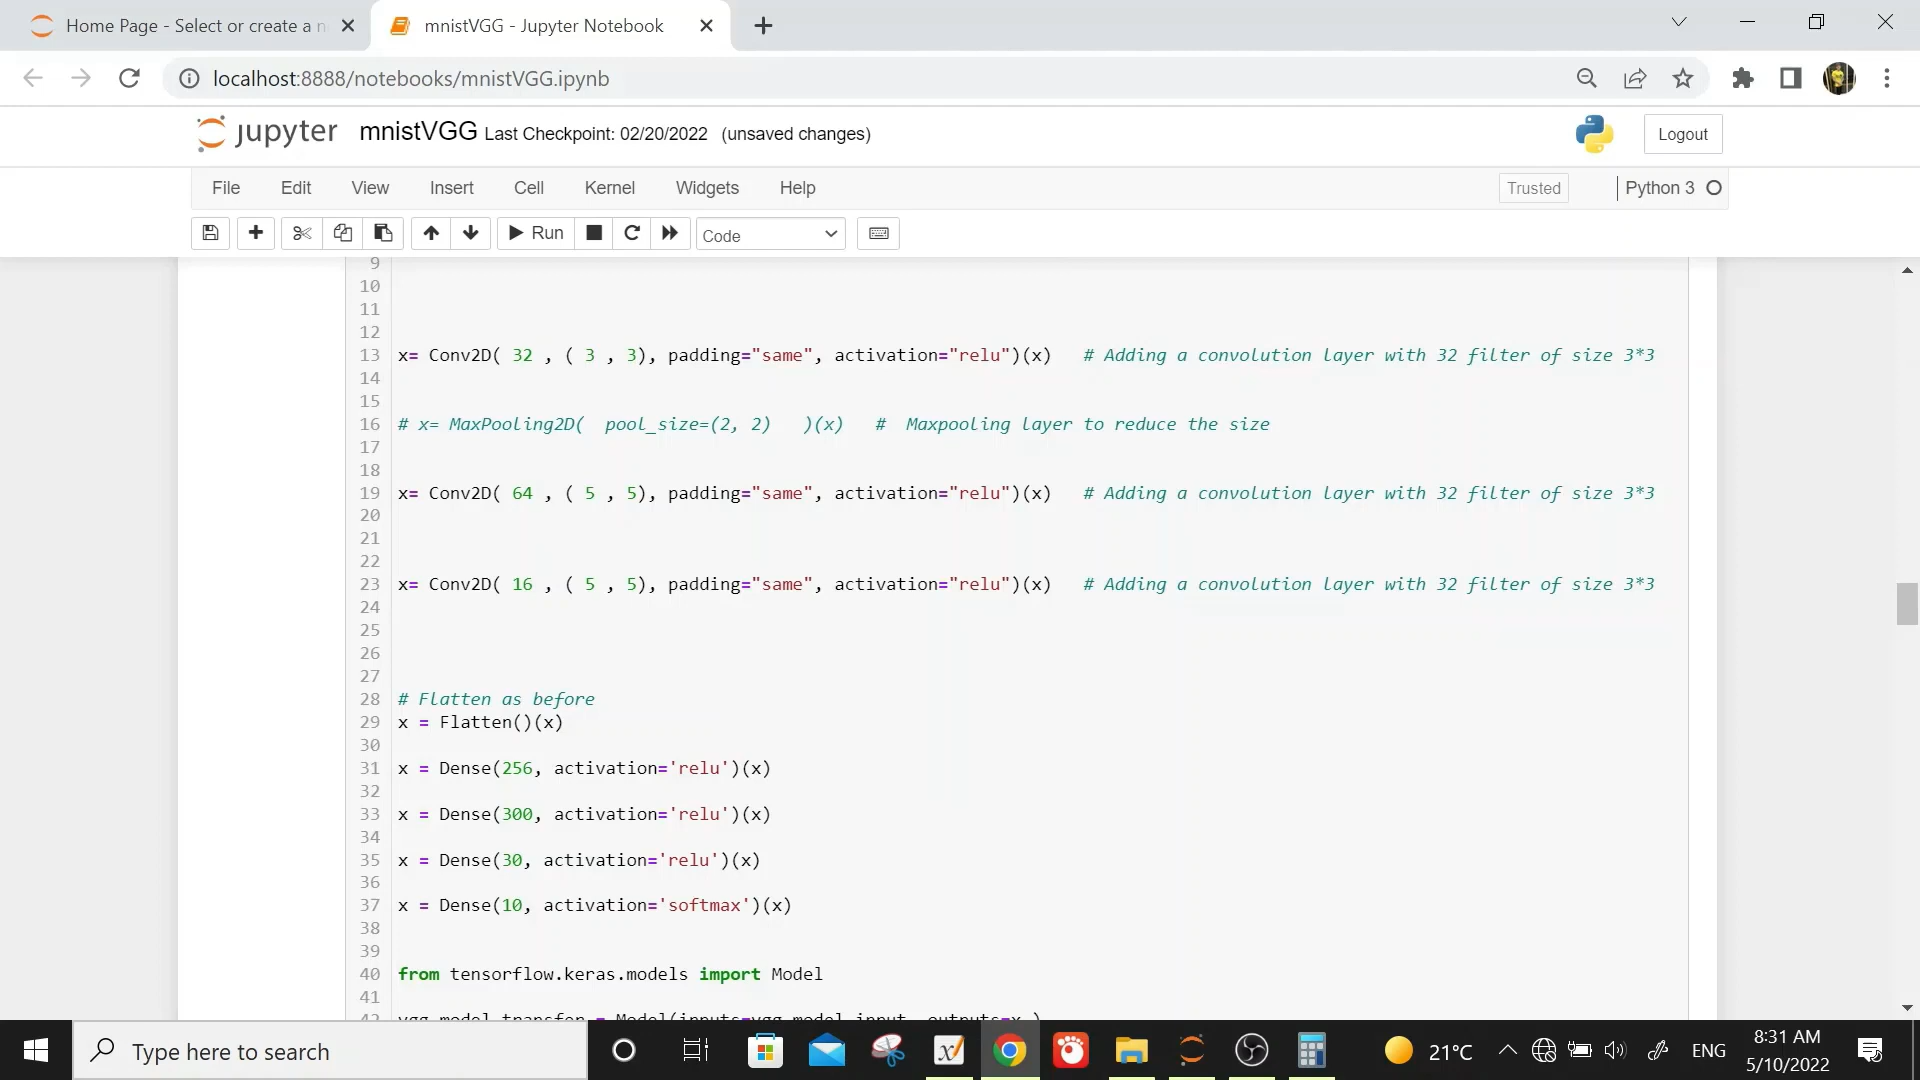 Home Page - Select or create a n
mnistVGG - Jupyter Notebook
localhost:8888/notebooks/mnistVGG.ipynb
jupyter mnistVGG Last Checkpoint: 02/20/2022 (unsaved changes)
Logout
File Edit View Insert Cell Kernel Widgets Help
Trusted
Python 3
Run
Code
9
10
11
12
13 x= Conv2D( 32 , ( 3 , 3), padding="same", activation="relu")(x) # Adding a convolution layer with 32 filter of size 3*3
14
15
16 # x= MaxPooling2D( pool_size=(2, 2) )(x) # Maxpooling layer to reduce the size
17
18
19 x= Conv2D( 64 , ( 5 , 5), padding="same", activation="relu")(x) # Adding a convolution layer with 32 filter of size 3*3
20
21
22
23 x= Conv2D( 16 , ( 5 , 5), padding="same", activation="relu")(x) # Adding a convolution layer with 32 filter of size 3*3
24
25
26
27
28 # Flatten as before
29 x = Flatten()(x)
30
31 x = Dense(256, activation='relu')(x)
32
33 x = Dense(300, activation='relu')(x)
34
35 x = Dense(30, activation='relu')(x)
36
37 x = Dense(10, activation='softmax')(x)
38
39
40 from tensorflow.keras.models import Model
41
42 vgg_model_transfer = Model(inputs=vgg_model.input, outputs=x )
Type here to search
21°C
ENG
8:31 AM
5/10/2022